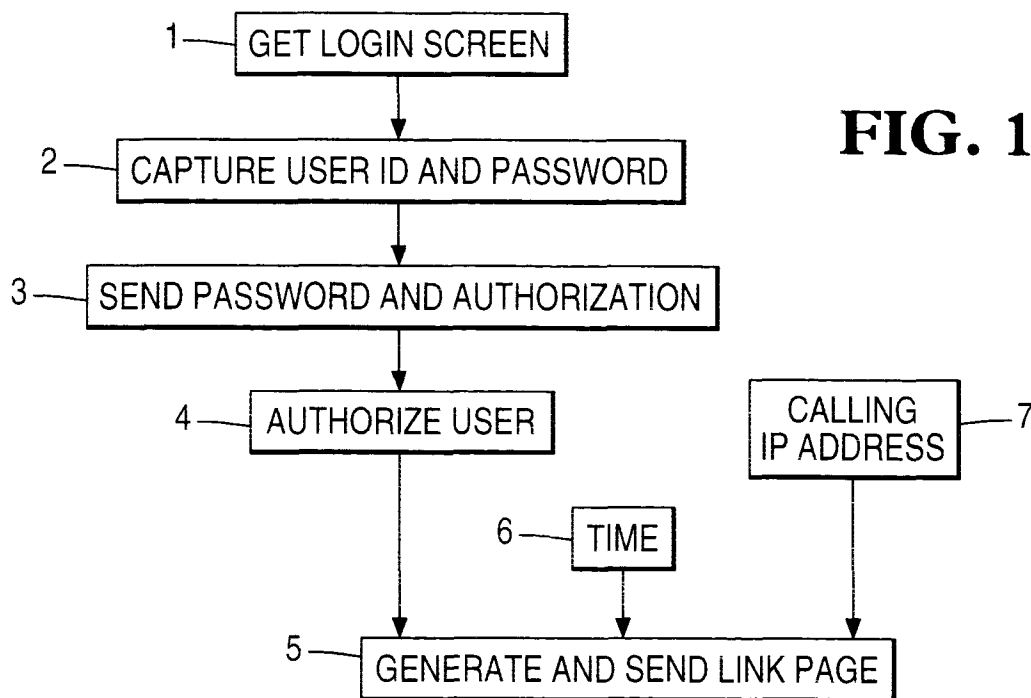 1 GET LOGIN SCREEN
FIG. 1
2 CAPTURE USER ID AND PASSWORD
3 SEND PASSWORD AND AUTHORIZATION
4 AUTHORIZE USER
CALLING
IP ADDRESS 7
6 TIME
5 GENERATE AND SEND LINK PAGE